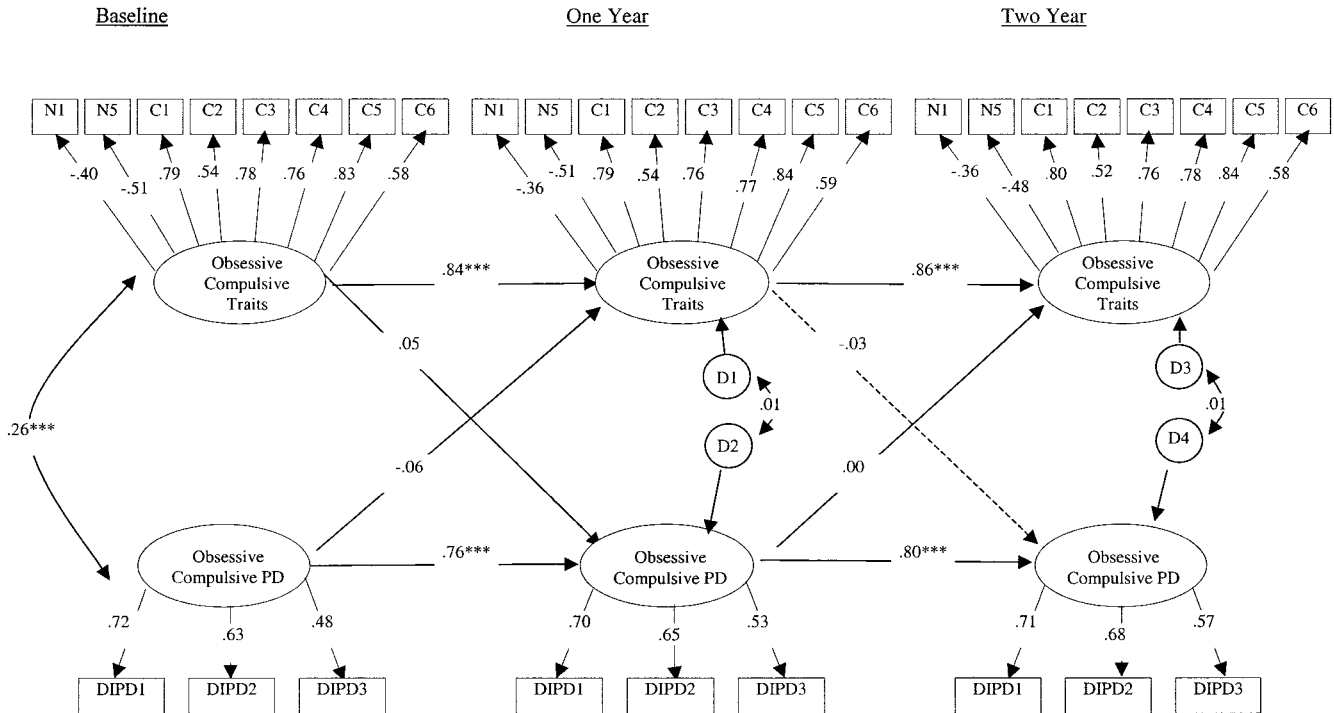 Baseline One Year Two Year
N1 N5 C1 C2 C3 C4 C5 C6 N1 N5 C1 C2 C3 C4 C5 C6 N1 N5 C1 C2 C3 C4 C5 C6
-.40 -.51 .79 .54 .78 .76 .83 .58 -.36 -.51 .79 .54 .76 .77 .84 .59 -.36 -.48 .80 .52 .76 .78 .84 .58
Obsessive
Compulsive
Traits
.84***
Obsessive
Compulsive
Traits
.86***
Obsessive
Compulsive
Traits
.05 -.03
D1 D3
.26*** .01 .01
D2 D4
-.06 .00
Obsessive
Compulsive PD
.76***
Obsessive
Compulsive PD
.80***
Obsessive
Compulsive PD
.72 .63 .48 .70 .65 .53 .71 .68 .57
DIPD1 DIPD2 DIPD3 DIPD1 DIPD2 DIPD3 DIPD1 DIPD2 DIPD3